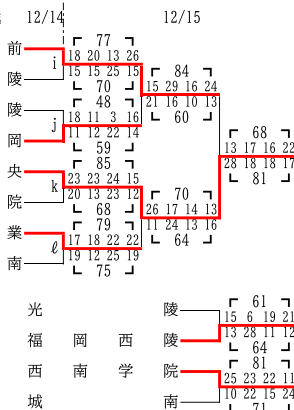 12/14 12/15
前 77
i 18 20 13 26
陵 15 15 25 15
70 84
陵 48 15 29 16 24
j 18 11 3 16 21 16 10 13
岡 11 12 22 14 60
59 68
央 85 13 17 16 22
k 23 23 24 15 28 18 18 17
院 20 13 23 12 81
68 70
業 79 26 17 14 13
ℓ 17 18 22 22 11 24 13 16
南 19 12 25 19 64
75
光 陵 61
15 6 19 21
福 岡 西 陵 13 28 11 12
64
西 南 学 院 81
25 23 22 11
城 南 10 22 15 24
71